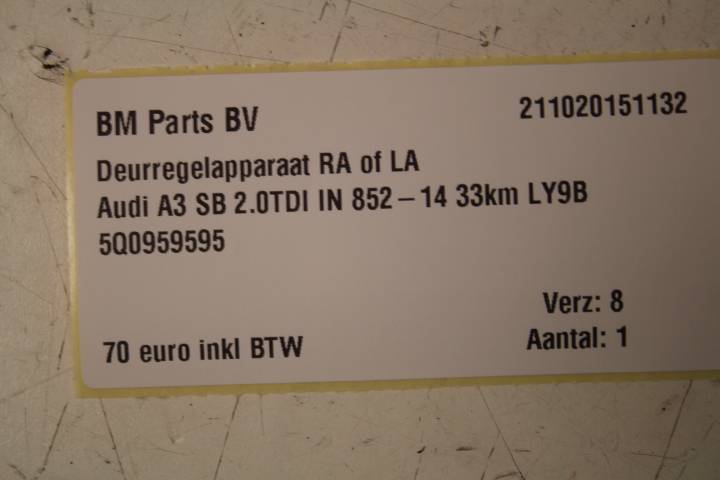 BM Parts BV 211020151132
Deurregelapparaat RA of LA
Audi A3 SB 2.0TDI IN 852-14 33km LY9B
5Q0959595
Verz: 8
70 euro inkl BTW Aantal: 1